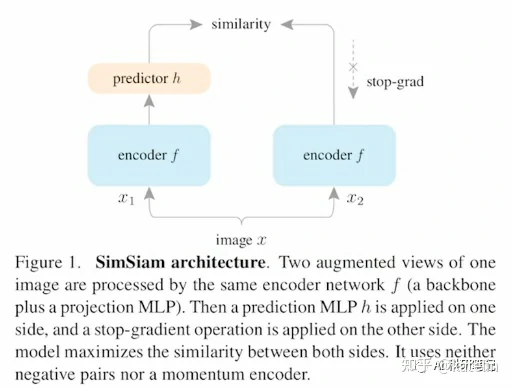 similarity
predictor h
stop-grad
encoder f
encoder f
x1
x2
image x
Figure 1. SimSiam architecture. Two augmented views of one
image are processed by the same encoder network f (a backbone
plus a projection MLP). Then a prediction MLP h is applied on one
side, and a stop-gradient operation is applied on the other side. The
model maximizes the similarity between both sides. It uses neither
negative pairs nor a momentum encoder.
知乎